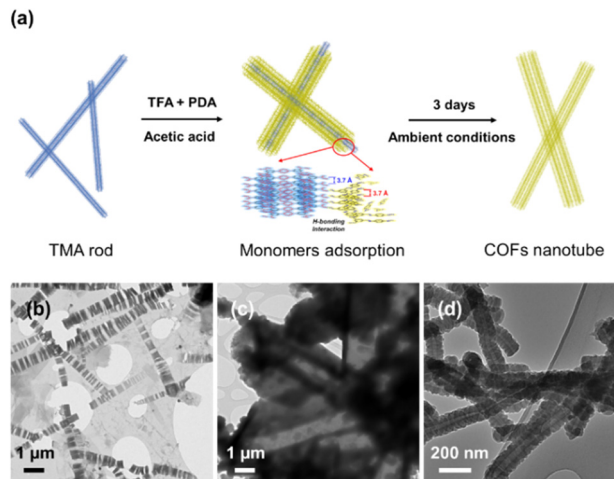 (a)
TFA + PDA
Acetic acid
3 days
Ambient conditions
3.7 Å
3.7 Å
H-bonding
interaction
TMA rod
Monomers adsorption
COFs nanotube
(b)
1 µm
(c)
1 µm
(d)
200 nm